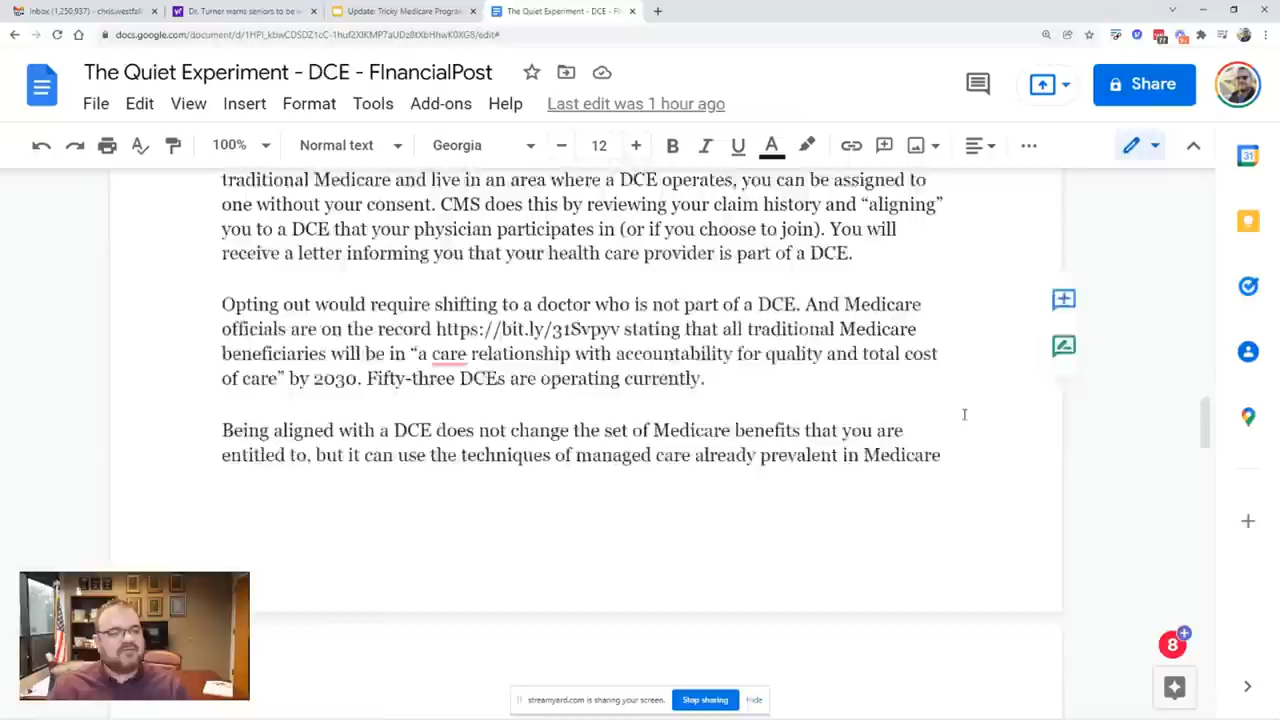 Inbox (1,250,937) - chris.westfall
Dr. Turner warns seniors to be w
Update: Tricky Medicare Program
The Quiet Experiment - DCE - FI
docs.google.com/document/d/
The Quiet Experiment - DCE - FInancialPost
Share
File Edit View Insert Format Tools Add-ons Help Last edit was 1 hour ago
100% Normal text Georgia 12 B I U A
31
traditional Medicare and live in an area where a DCE operates, you can be assigned to
one without your consent. CMS does this by reviewing your claim history and “aligning”
you to a DCE that your physician participates in (or if you choose to join). You will
receive a letter informing you that your health care provider is part of a DCE.
Opting out would require shifting to a doctor who is not part of a DCE. And Medicare
officials are on the record https://bit.ly/31Svpyv stating that all traditional Medicare
beneficiaries will be in “a care relationship with accountability for quality and total cost
of care” by 2030. Fifty-three DCEs are operating currently.
Being aligned with a DCE does not change the set of Medicare benefits that you are
entitled to, but it can use the techniques of managed care already prevalent in Medicare
8
streamyard.com is sharing your screen. Stop sharing Hide